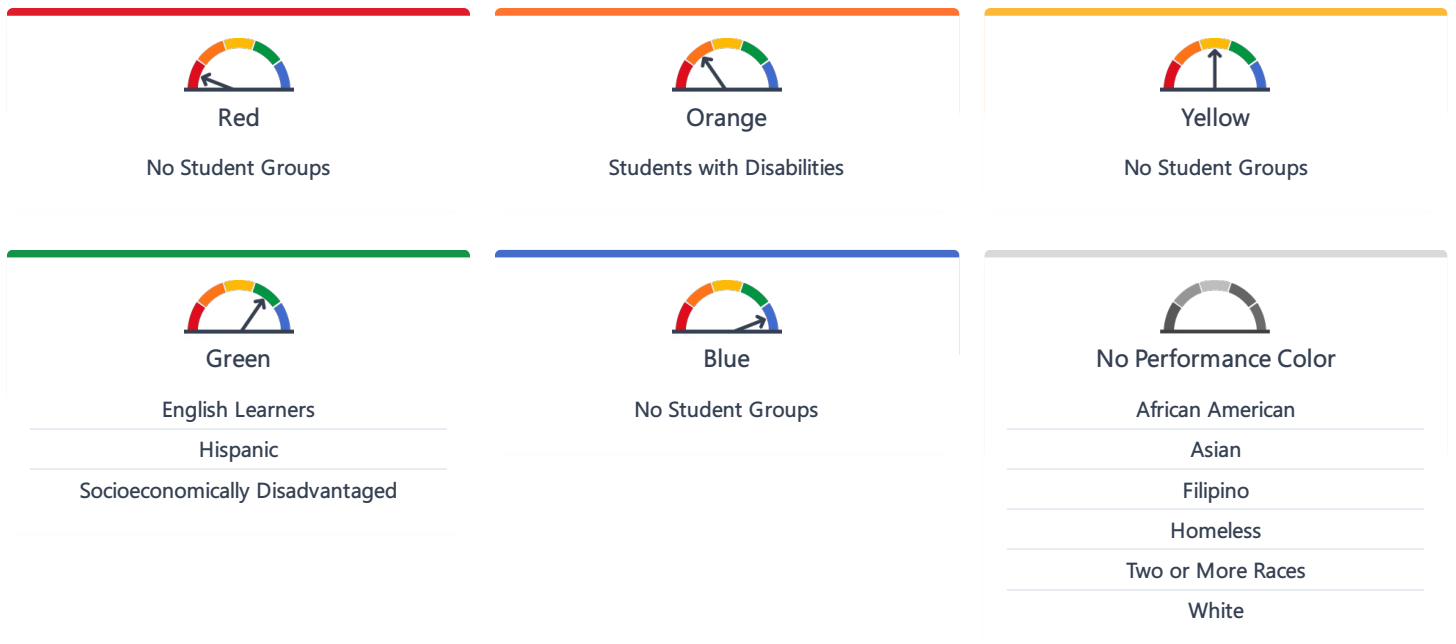 Red
No Student Groups
Orange
Students with Disabilities
Yellow
No Student Groups
Green
English Learners
Hispanic
Socioeconomically Disadvantaged
Blue
No Student Groups
No Performance Color
African American
Asian
Filipino
Homeless
Two or More Races
White